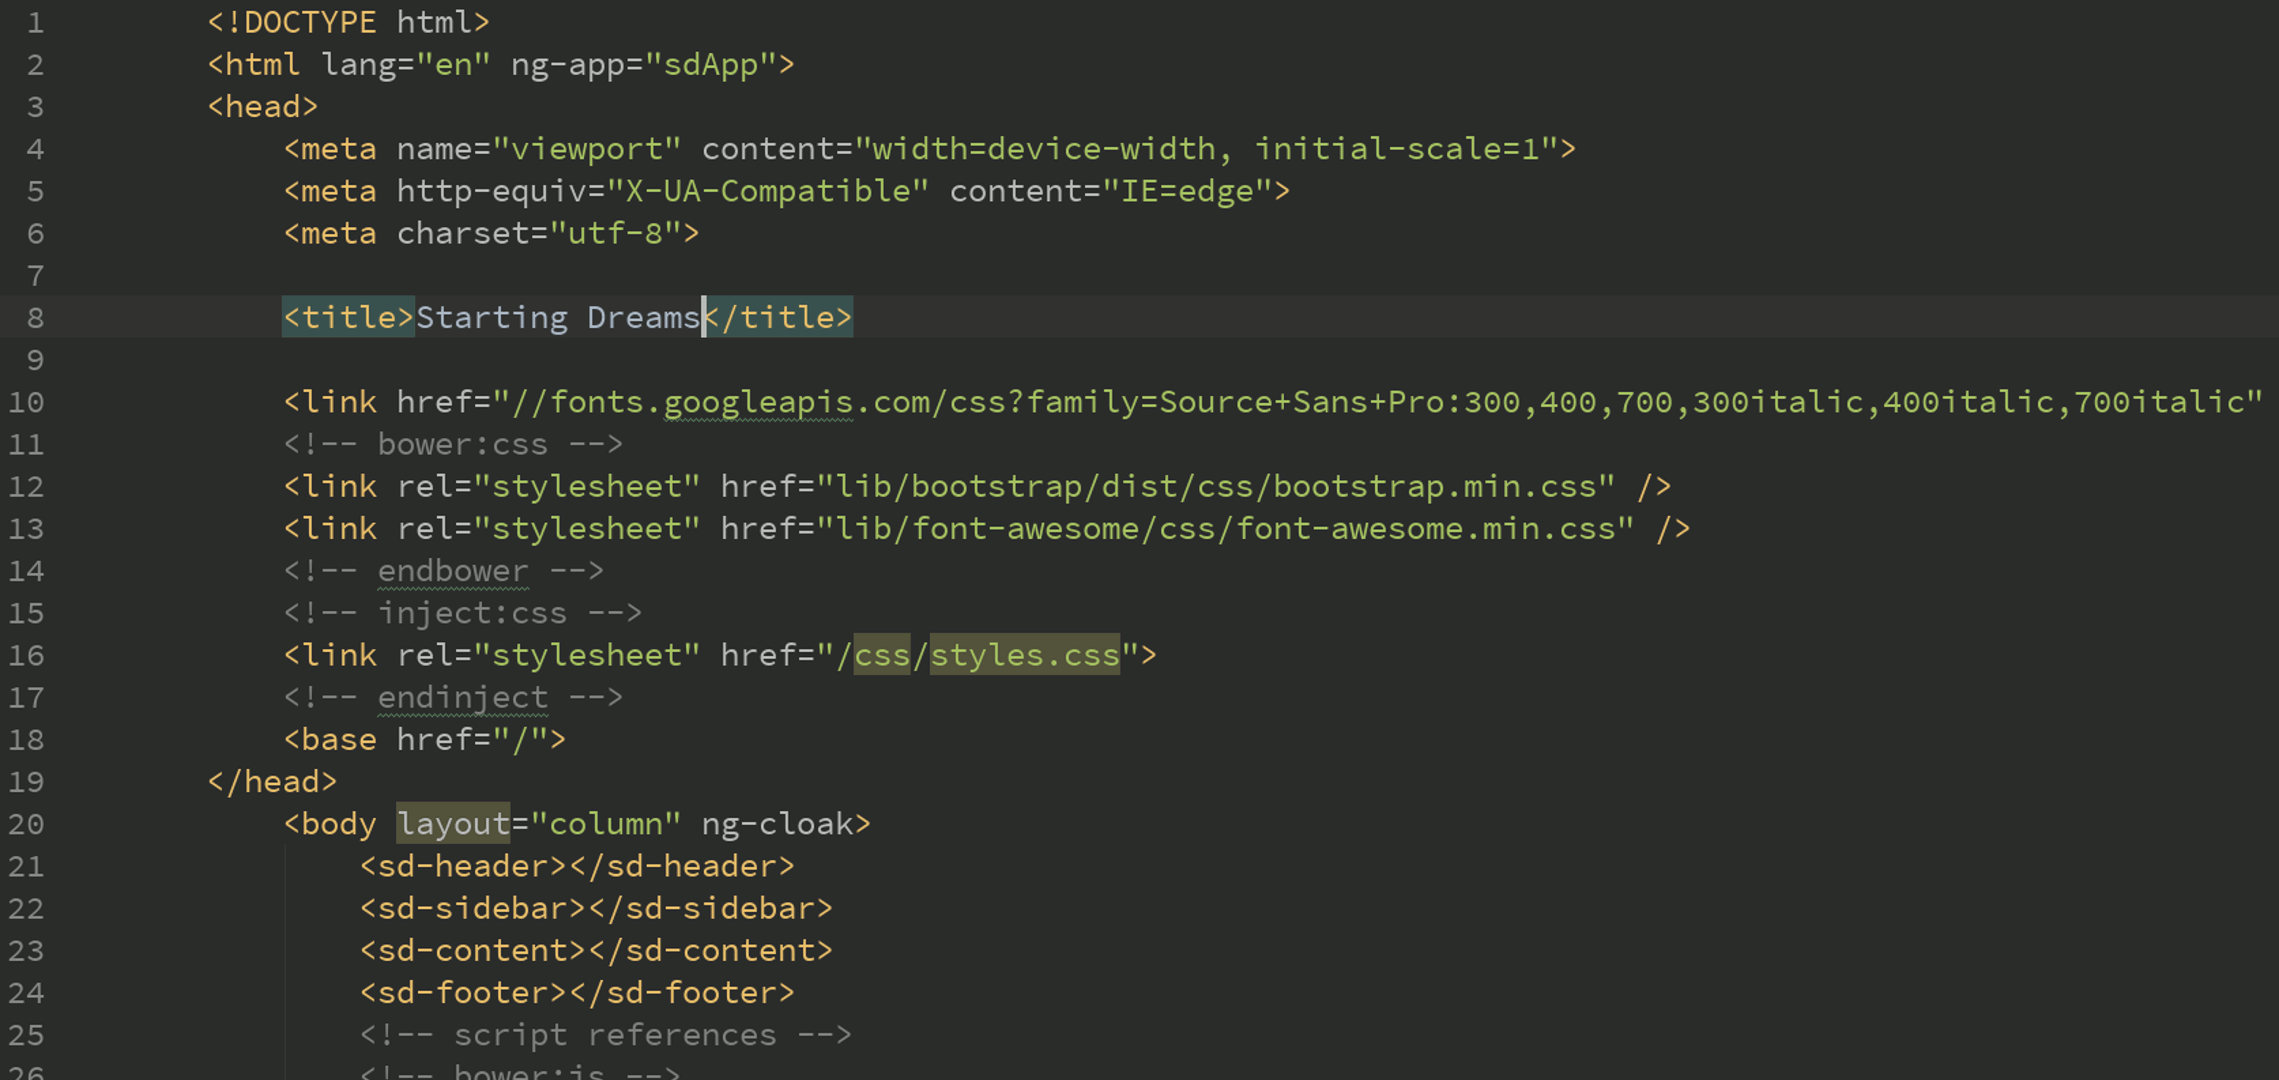 1 <!DOCTYPE html>
2 <html lang="en" ng-app="sdApp">
3 <head>
4 <meta name="viewport" content="width=device-width, initial-scale=1">
5 <meta http-equiv="X-UA-Compatible" content="IE=edge">
6 <meta charset="utf-8">
7
8 <title>Starting Dreams</title>
9
10 <link href="//fonts.googleapis.com/css?family=Source+Sans+Pro:300,400,700,300italic,400italic,700italic"
11 <!-- bower:css -->
12 <link rel="stylesheet" href="lib/bootstrap/dist/css/bootstrap.min.css" />
13 <link rel="stylesheet" href="lib/font-awesome/css/font-awesome.min.css" />
14 <!-- endbower -->
15 <!-- inject:css -->
16 <link rel="stylesheet" href="/css/styles.css">
17 <!-- endinject -->
18 <base href="/">
19 </head>
20 <body layout="column" ng-cloak>
21 <sd-header></sd-header>
22 <sd-sidebar></sd-sidebar>
23 <sd-content></sd-content>
24 <sd-footer></sd-footer>
25 <!-- script references -->
26 <!-- bower:js -->